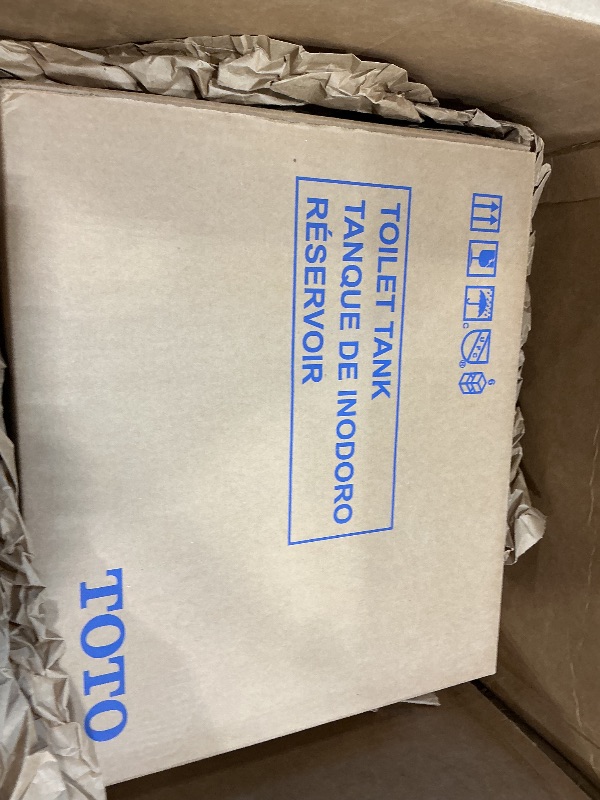 TOILET TANK
TANQUE DE INODORO
RÉSERVOIR
TOTO